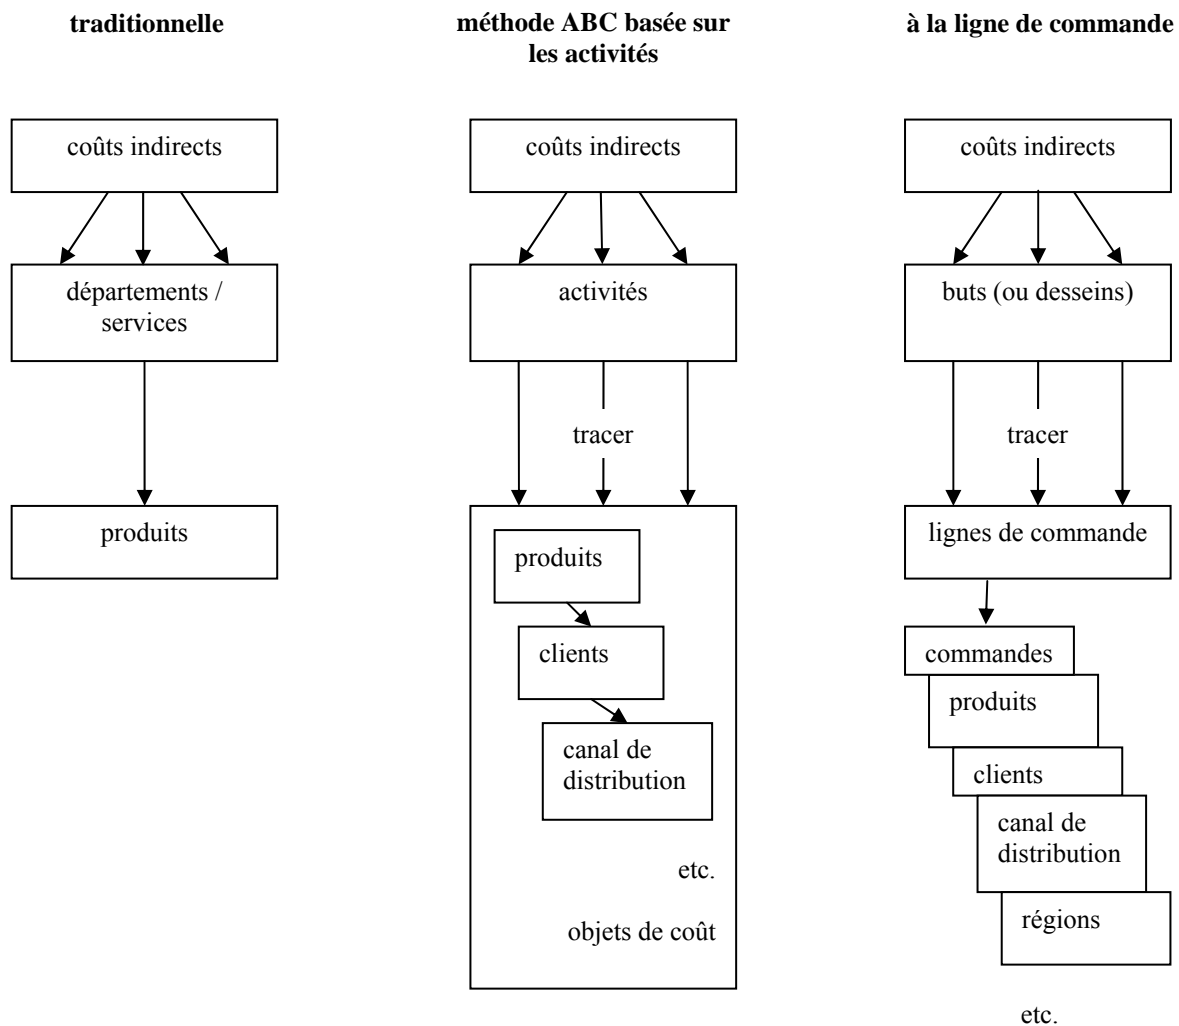 traditionnelle
méthode ABC basée sur
les activités
à la ligne de commande
coûts indirects
départements /
services
produits
coûts indirects
activités
tracer
produits
clients
canal de
distribution
etc.
objets de coût
coûts indirects
buts (ou desseins)
tracer
lignes de commande
commandes
produits
clients
canal de
distribution
régions
etc.